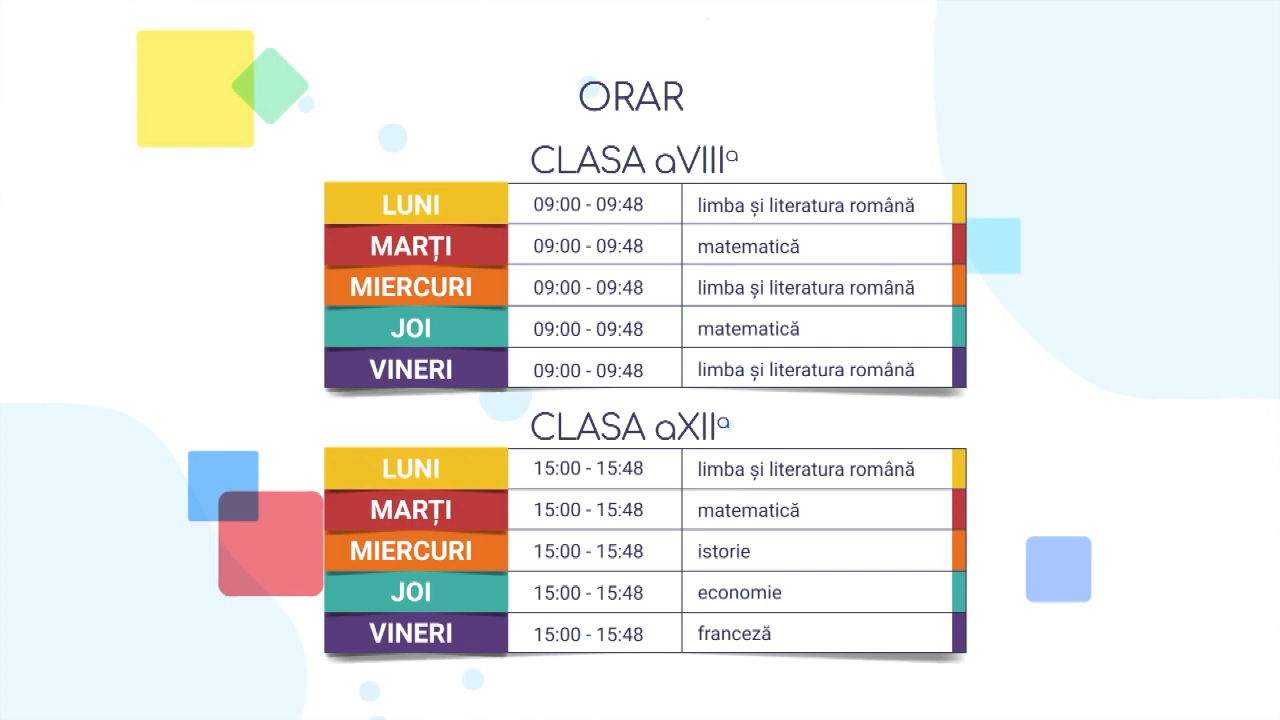 ORAR
CLASA aVIIIª
LUNI 09:00 - 09:48 limba și literatura română
MARȚI 09:00 - 09:48 matematică
MIERCURI 09:00 - 09:48 limba și literatura română
JOI 09:00 - 09:48 matematică
VINERI 09:00 - 09:48 limba și literatura română
CLASA aXIIª
LUNI 15:00 - 15:48 limba și literatura română
MARȚI 15:00 - 15:48 matematică
MIERCURI 15:00 - 15:48 istorie
JOI 15:00 - 15:48 economie
VINERI 15:00 - 15:48 franceză